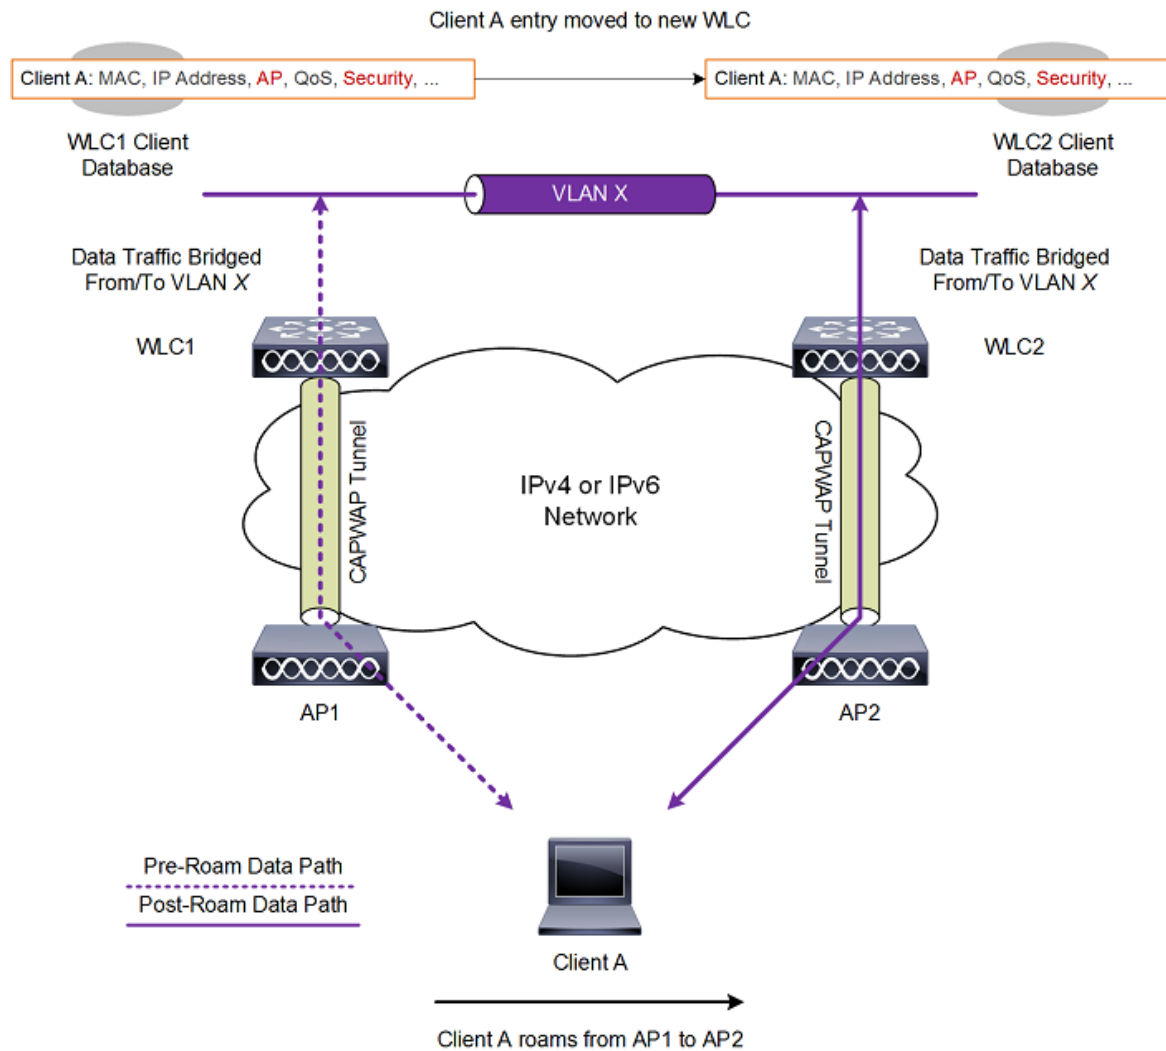 Client A entry moved to new WLC
Client A: MAC, IP Address, AP, QoS, Security, ...
Client A: MAC, IP Address, AP, QoS, Security, ...
WLC1 Client
Database
WLC2 Client
Database
VLAN X
Data Traffic Bridged
From/To VLAN X
Data Traffic Bridged
From/To VLAN X
WLC1
WLC2
CAPWAP Tunnel
IPv4 or IPv6
Network
CAPWAP Tunnel
AP1
AP2
Pre-Roam Data Path
Post-Roam Data Path
Client A
Client A roams from AP1 to AP2